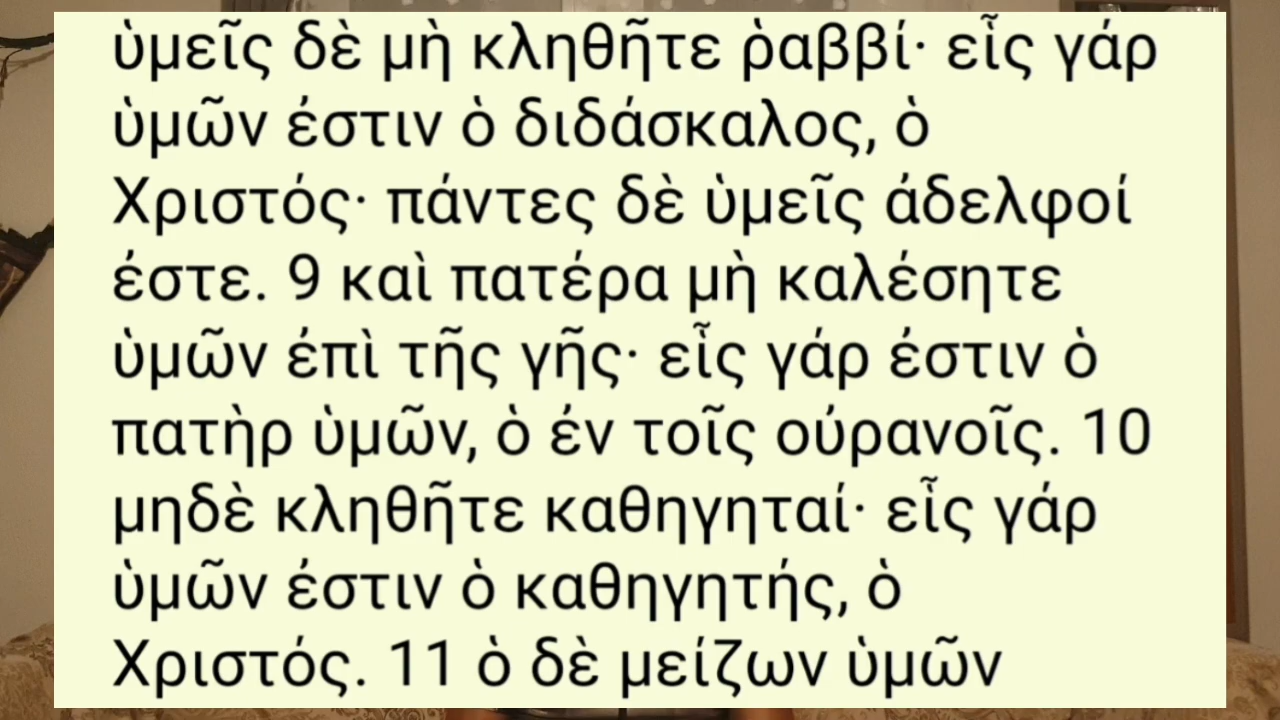 ὑμεῖς δὲ μὴ κληθῆτε ῥαββί· εἷς γάρ
ὑμῶν ἐστιν ὁ διδάσκαλος, ὁ
Χριστός· πάντες δὲ ὑμεῖς ἀδελφοί
ἐστε. 9 καὶ πατέρα μὴ καλέσητε
ὑμῶν ἐπὶ τῆς γῆς· εἷς γάρ ἐστιν ὁ
πατὴρ ὑμῶν, ὁ ἐν τοῖς οὐρανοῖς. 10
μηδὲ κληθῆτε καθηγηταί· εἷς γάρ
ὑμῶν ἐστιν ὁ καθηγητής, ὁ
Χριστός. 11 ὁ δὲ μείζων ὑμῶν